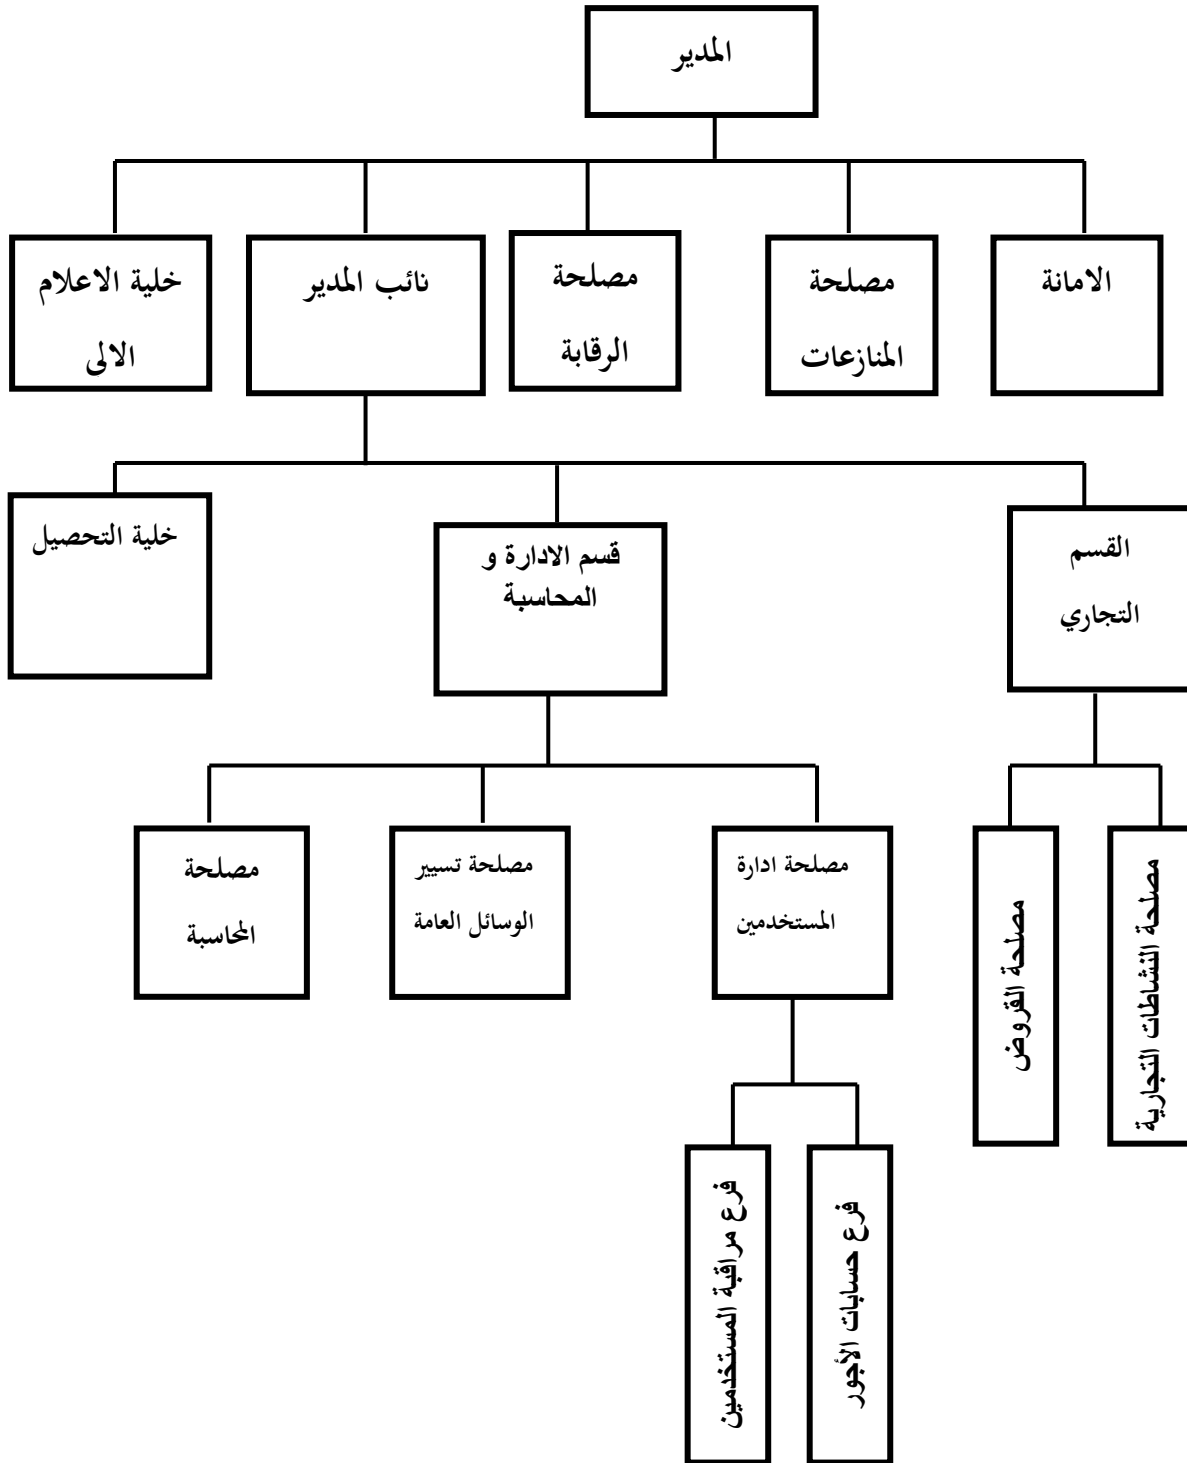 المدير
الامانة
مصلحة
المنازعات
مصلحة
الرقابة
نائب المدير
خلية الاعلام
الالى
القسم
التجاري
قسم الادارة و
المحاسبة
خلية التحصيل
مصلحة النشاطات التجارية
مصلحة القروض
مصلحة ادارة
المستخدمين
مصلحة تسيير
الوسائل العامة
مصلحة
المحاسبة
فرع حسابات الأجور
فرع مراقبة المستخدمين